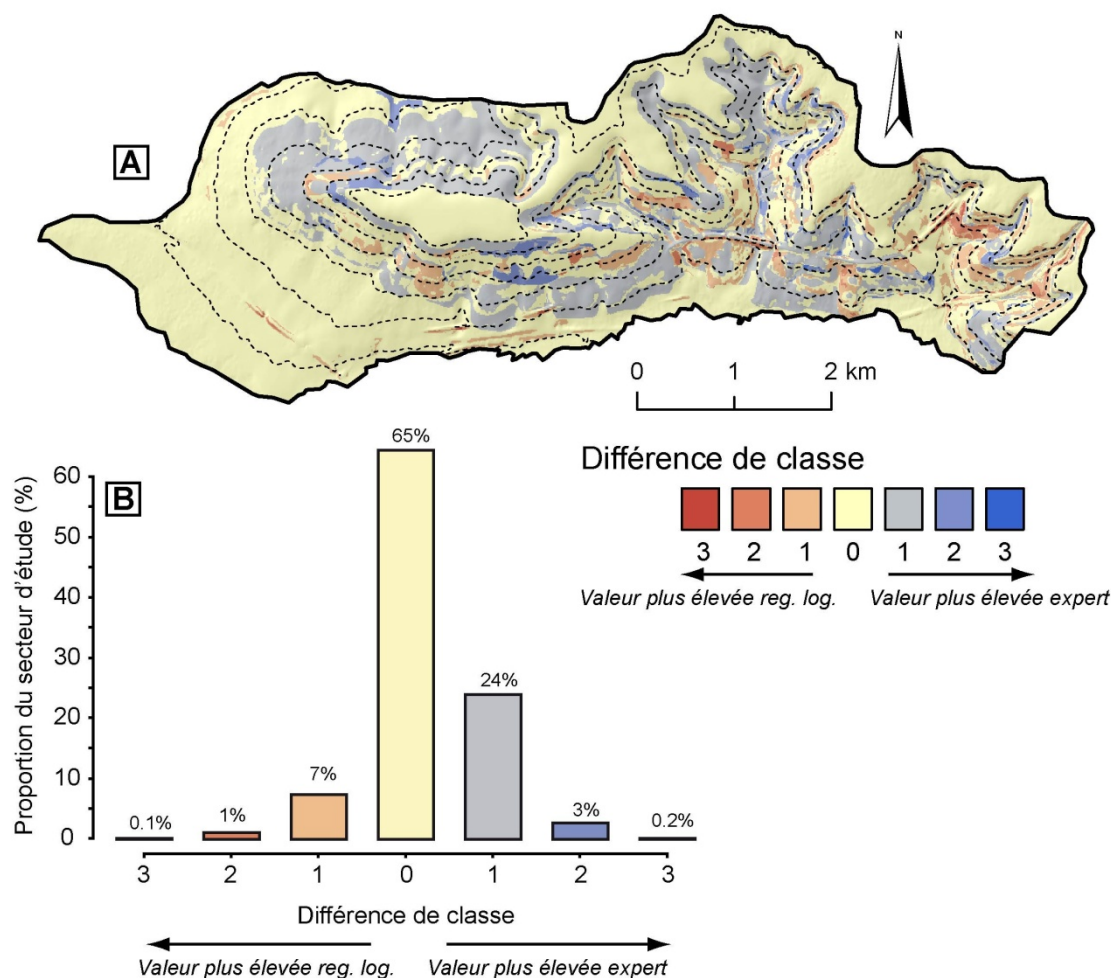 N
A
0 1 2 km
Différence de classe
3 2 1 0 1 2 3
Valeur plus élevée reg. log. Valeur plus élevée expert
B
Proportion du secteur d'étude (%)
60
50
40
30
20
10
0
0.1% 1% 7% 65% 24% 3% 0.2%
3 2 1 0 1 2 3
Différence de classe
Valeur plus élevée reg. log. Valeur plus élevée expert